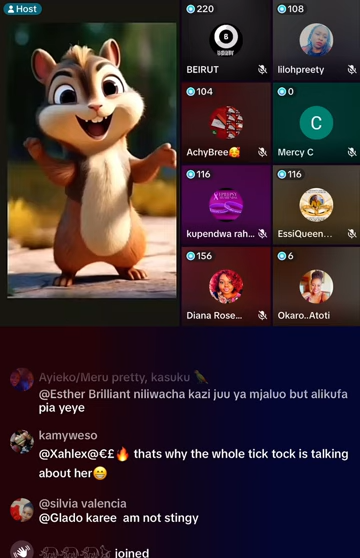 Host
220
108
BEIRUT
lilohpreety
104
0
C
AchyBree🥰
Mercy C
116
116
kupendwa rah...
EssiQueen...
156
6
Diana Rose...
Okaro..Atoti
Ayieko/Meru pretty, kasuku 🦜
@Esther Brilliant niliwacha kazi juu ya mjaluo but alikufa
pia yeye
kamyweso
@Xahlex@€£🔥 thats why the whole tick tock is talking
about her😁
@silvia valencia
@Glado karee am not stingy
joined